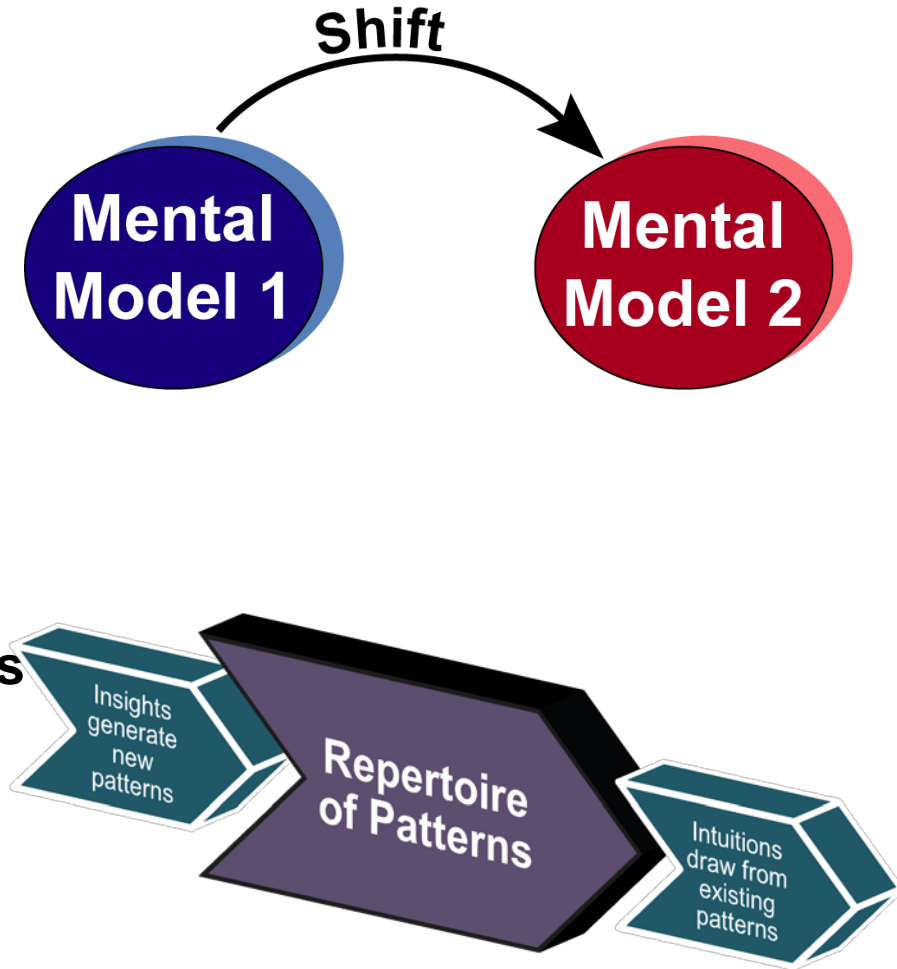 Shift
Mental
Model 1
Mental
Model 2
s
Insights
generate
new
patterns
Repertoire
of Patterns
Intuitions
draw from
existing
patterns